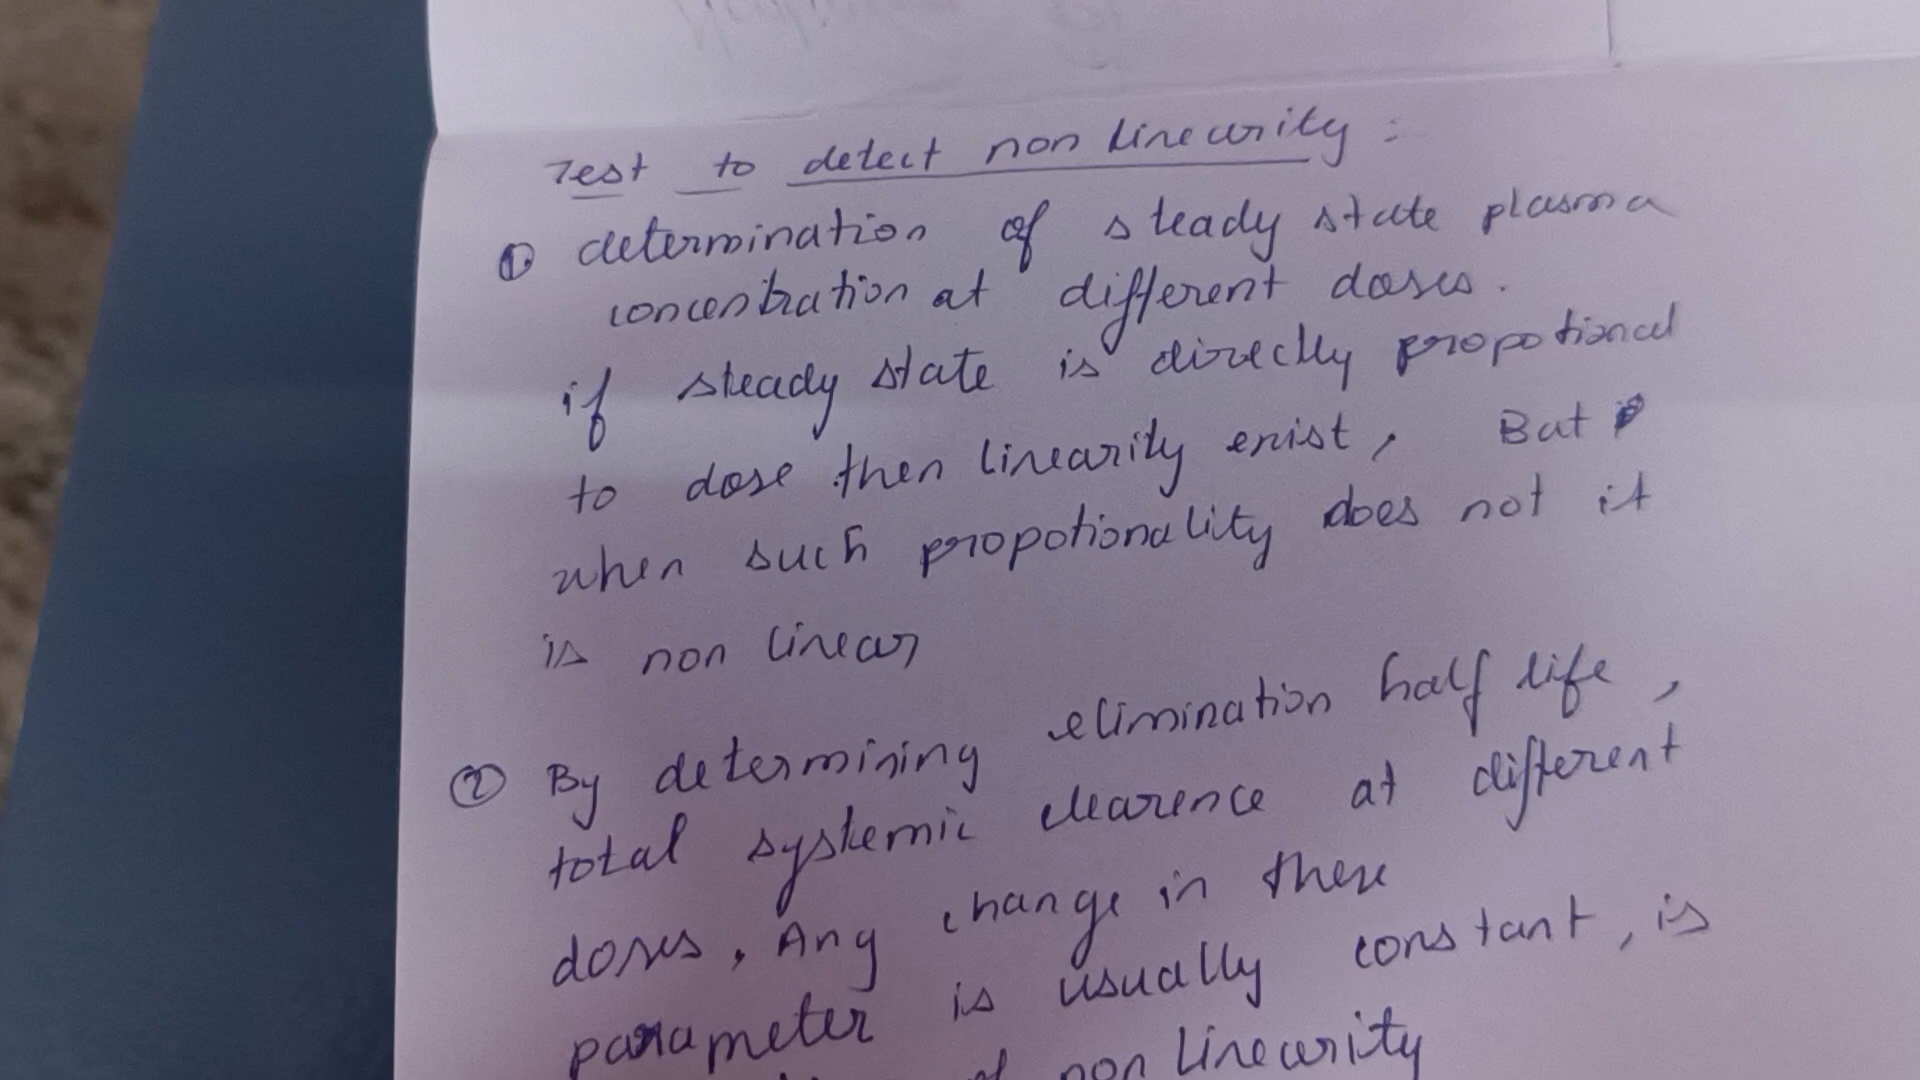 Test to detect non linearity :
① determination of steady state plasma
concentration at different doses.
if steady state is directly propotional
to dose then linearity exist, But
when such propotionality does not it
is non linear
② By determining elimination half life,
total systemic clearence at different
doses. Any change in these
parameter is usually constant, is
of non linearity